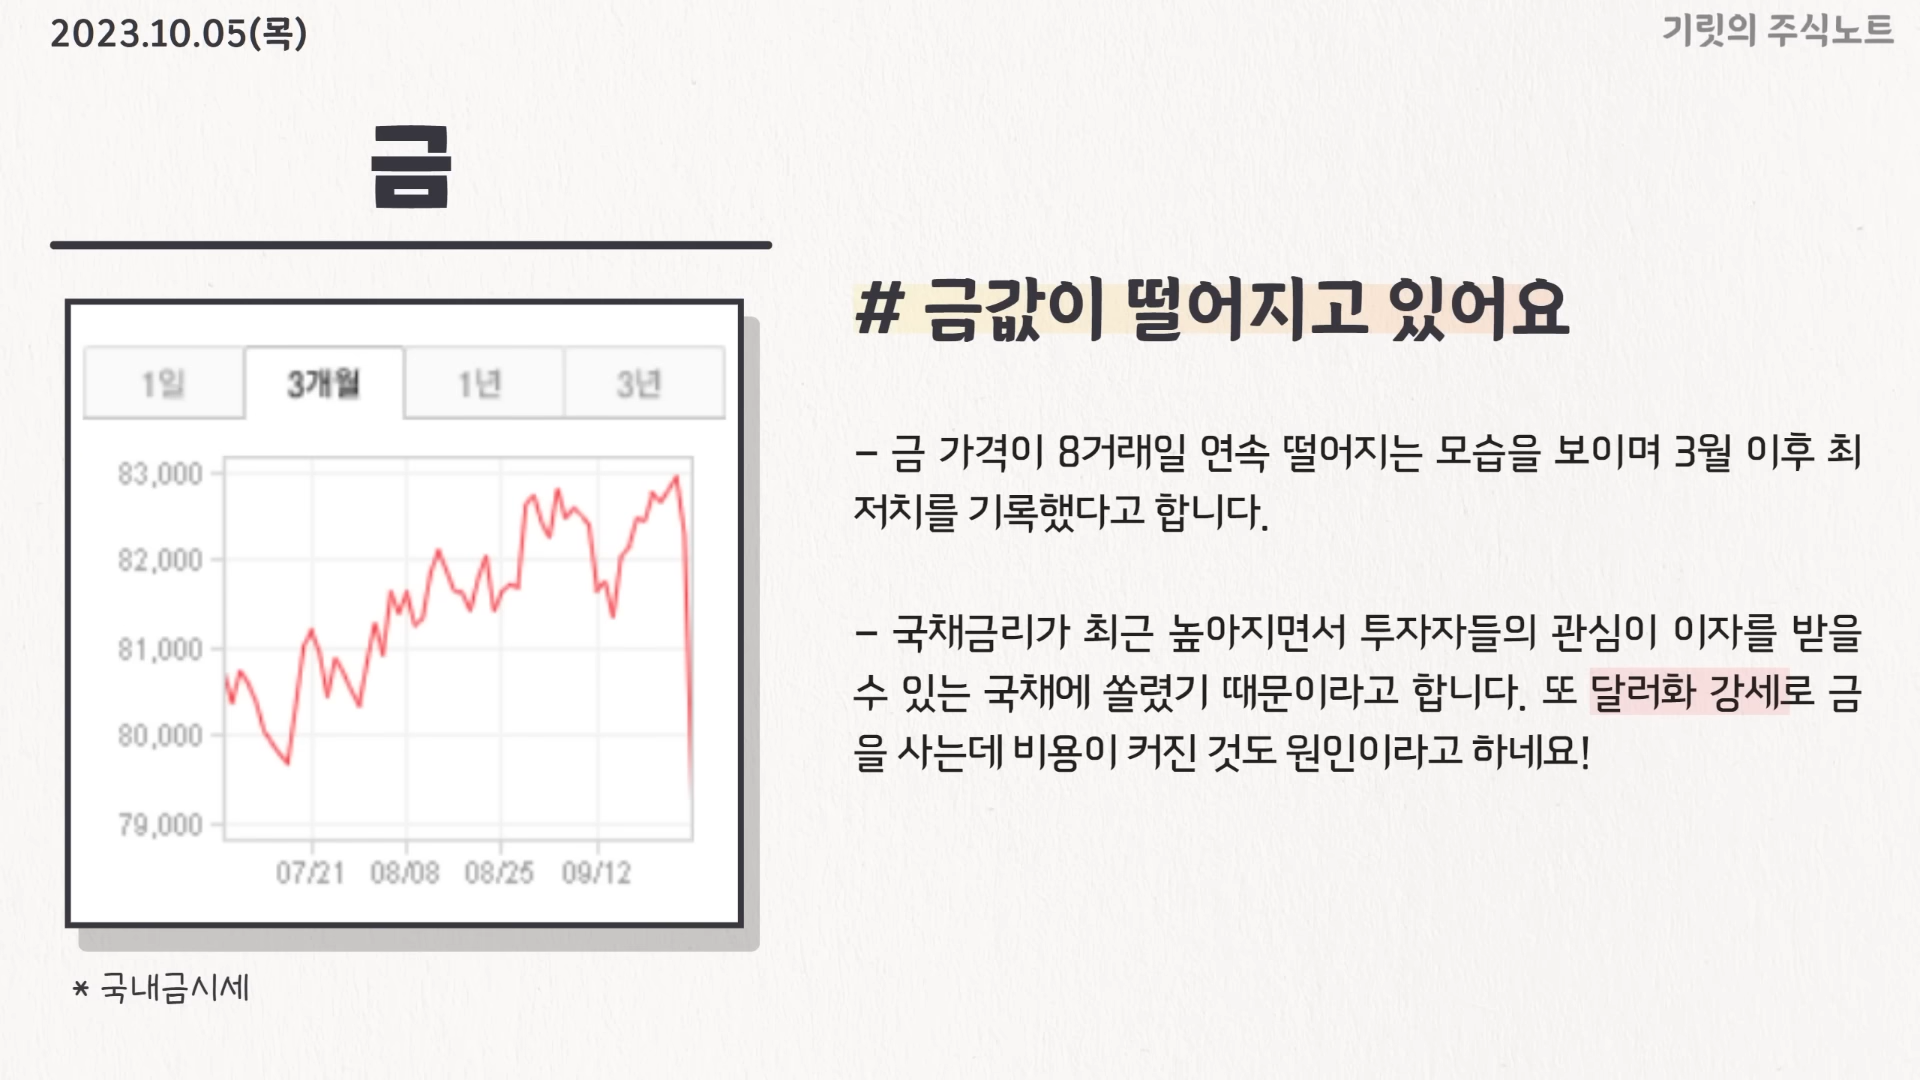 2023.10.05(목)
기릿의 주식노트
금
1일
3개월
1년
3년
83,000
82,000
81,000
80,000
79,000
07/21
08/08
08/25
09/12
* 국내금시세
# 금값이 떨어지고 있어요
– 금 가격이 8거래일 연속 떨어지는 모습을 보이며 3월 이후 최
저치를 기록했다고 합니다.
– 국채금리가 최근 높아지면서 투자자들의 관심이 이자를 받을
수 있는 국채에 쏠렸기 때문이라고 합니다. 또 달러화 강세로 금
을 사는데 비용이 커진 것도 원인이라고 하네요!